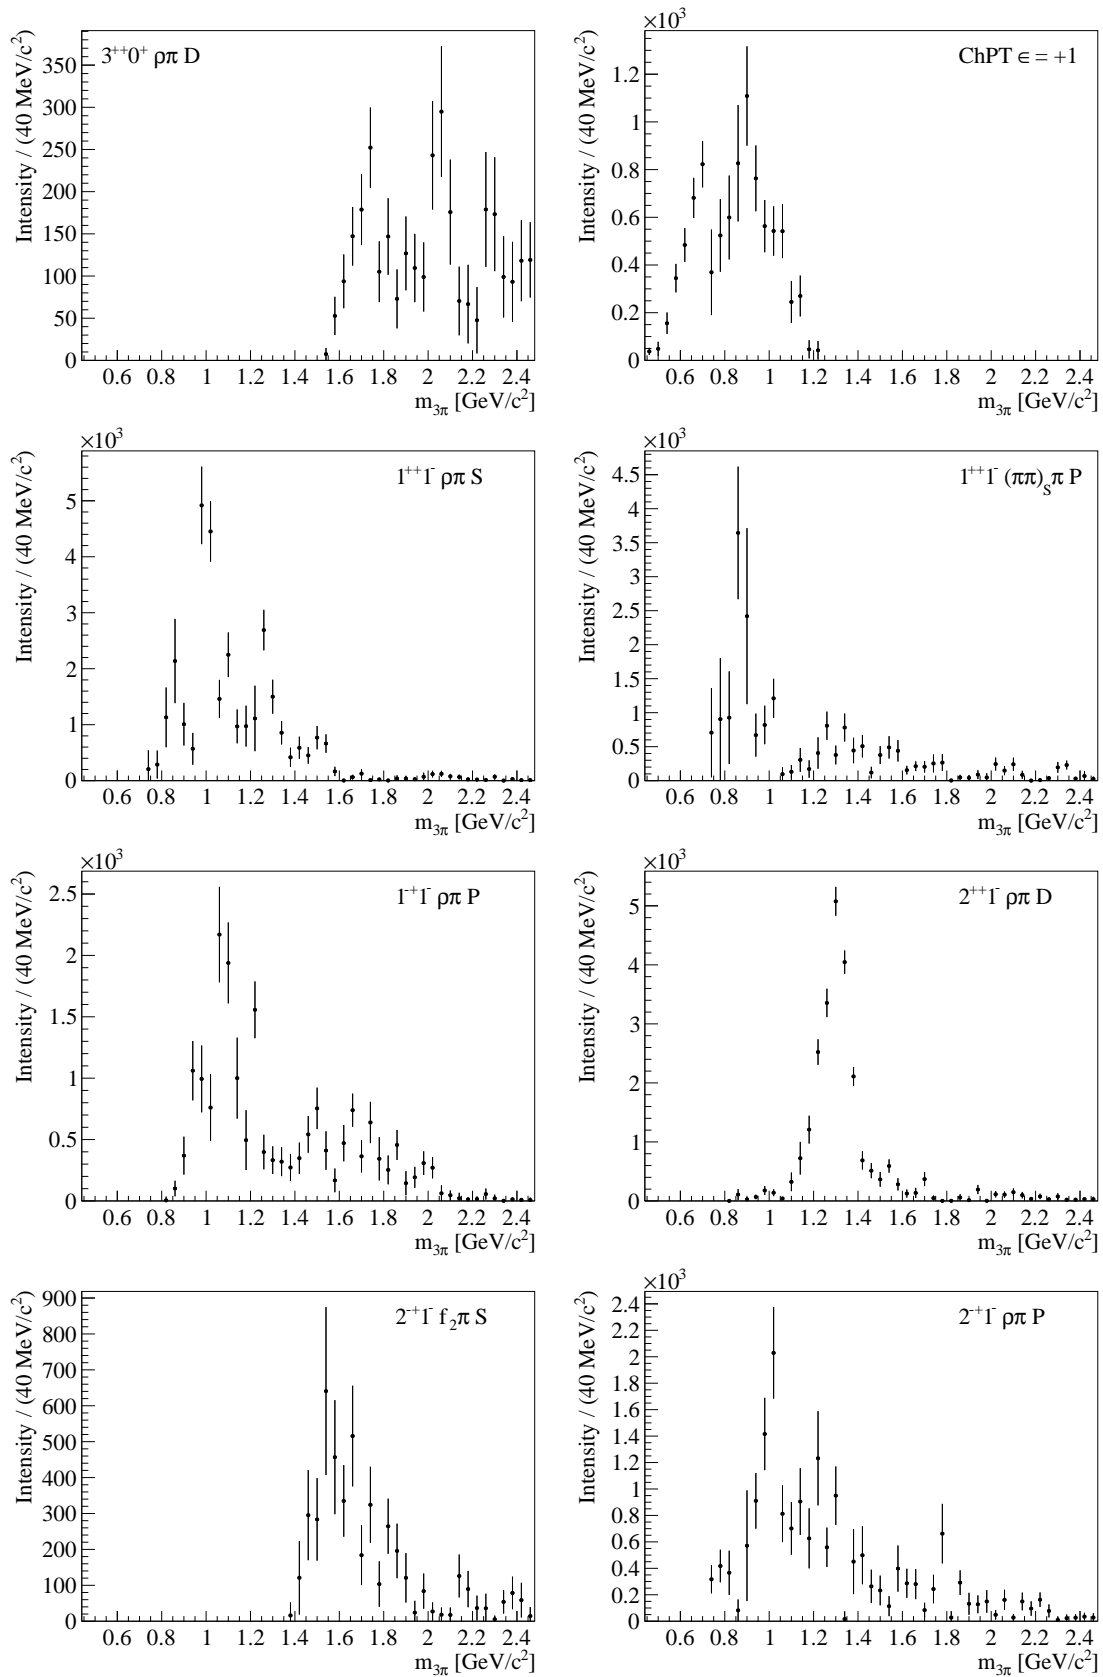 3⁺⁺0⁺ ρπ D
Intensity / (40 MeV/c²)
350
300
250
200
150
100
50
0
0.6 0.8 1 1.2 1.4 1.6 1.8 2 2.2 2.4
m₃π [GeV/c²]
×10³
ChPT ϵ = +1
Intensity / (40 MeV/c²)
1.2
1
0.8
0.6
0.4
0.2
0
0.6 0.8 1 1.2 1.4 1.6 1.8 2 2.2 2.4
m₃π [GeV/c²]
×10³
1⁺⁺1⁻ ρπ S
Intensity / (40 MeV/c²)
5
4
3
2
1
0
0.6 0.8 1 1.2 1.4 1.6 1.8 2 2.2 2.4
m₃π [GeV/c²]
×10³
1⁺⁺1⁻ (ππ)S π P
Intensity / (40 MeV/c²)
4.5
4
3.5
3
2.5
2
1.5
1
0.5
0
0.6 0.8 1 1.2 1.4 1.6 1.8 2 2.2 2.4
m₃π [GeV/c²]
×10³
1⁻⁺1⁻ ρπ P
Intensity / (40 MeV/c²)
2.5
2
1.5
1
0.5
0
0.6 0.8 1 1.2 1.4 1.6 1.8 2 2.2 2.4
m₃π [GeV/c²]
×10³
2⁺⁺1⁻ ρπ D
Intensity / (40 MeV/c²)
5
4
3
2
1
0
0.6 0.8 1 1.2 1.4 1.6 1.8 2 2.2 2.4
m₃π [GeV/c²]
2⁻⁺1⁻ f₂π S
Intensity / (40 MeV/c²)
900
800
700
600
500
400
300
200
100
0
0.6 0.8 1 1.2 1.4 1.6 1.8 2 2.2 2.4
m₃π [GeV/c²]
×10³
2⁻⁺1⁻ ρπ P
Intensity / (40 MeV/c²)
2.4
2.2
2
1.8
1.6
1.4
1.2
1
0.8
0.6
0.4
0.2
0
0.6 0.8 1 1.2 1.4 1.6 1.8 2 2.2 2.4
m₃π [GeV/c²]